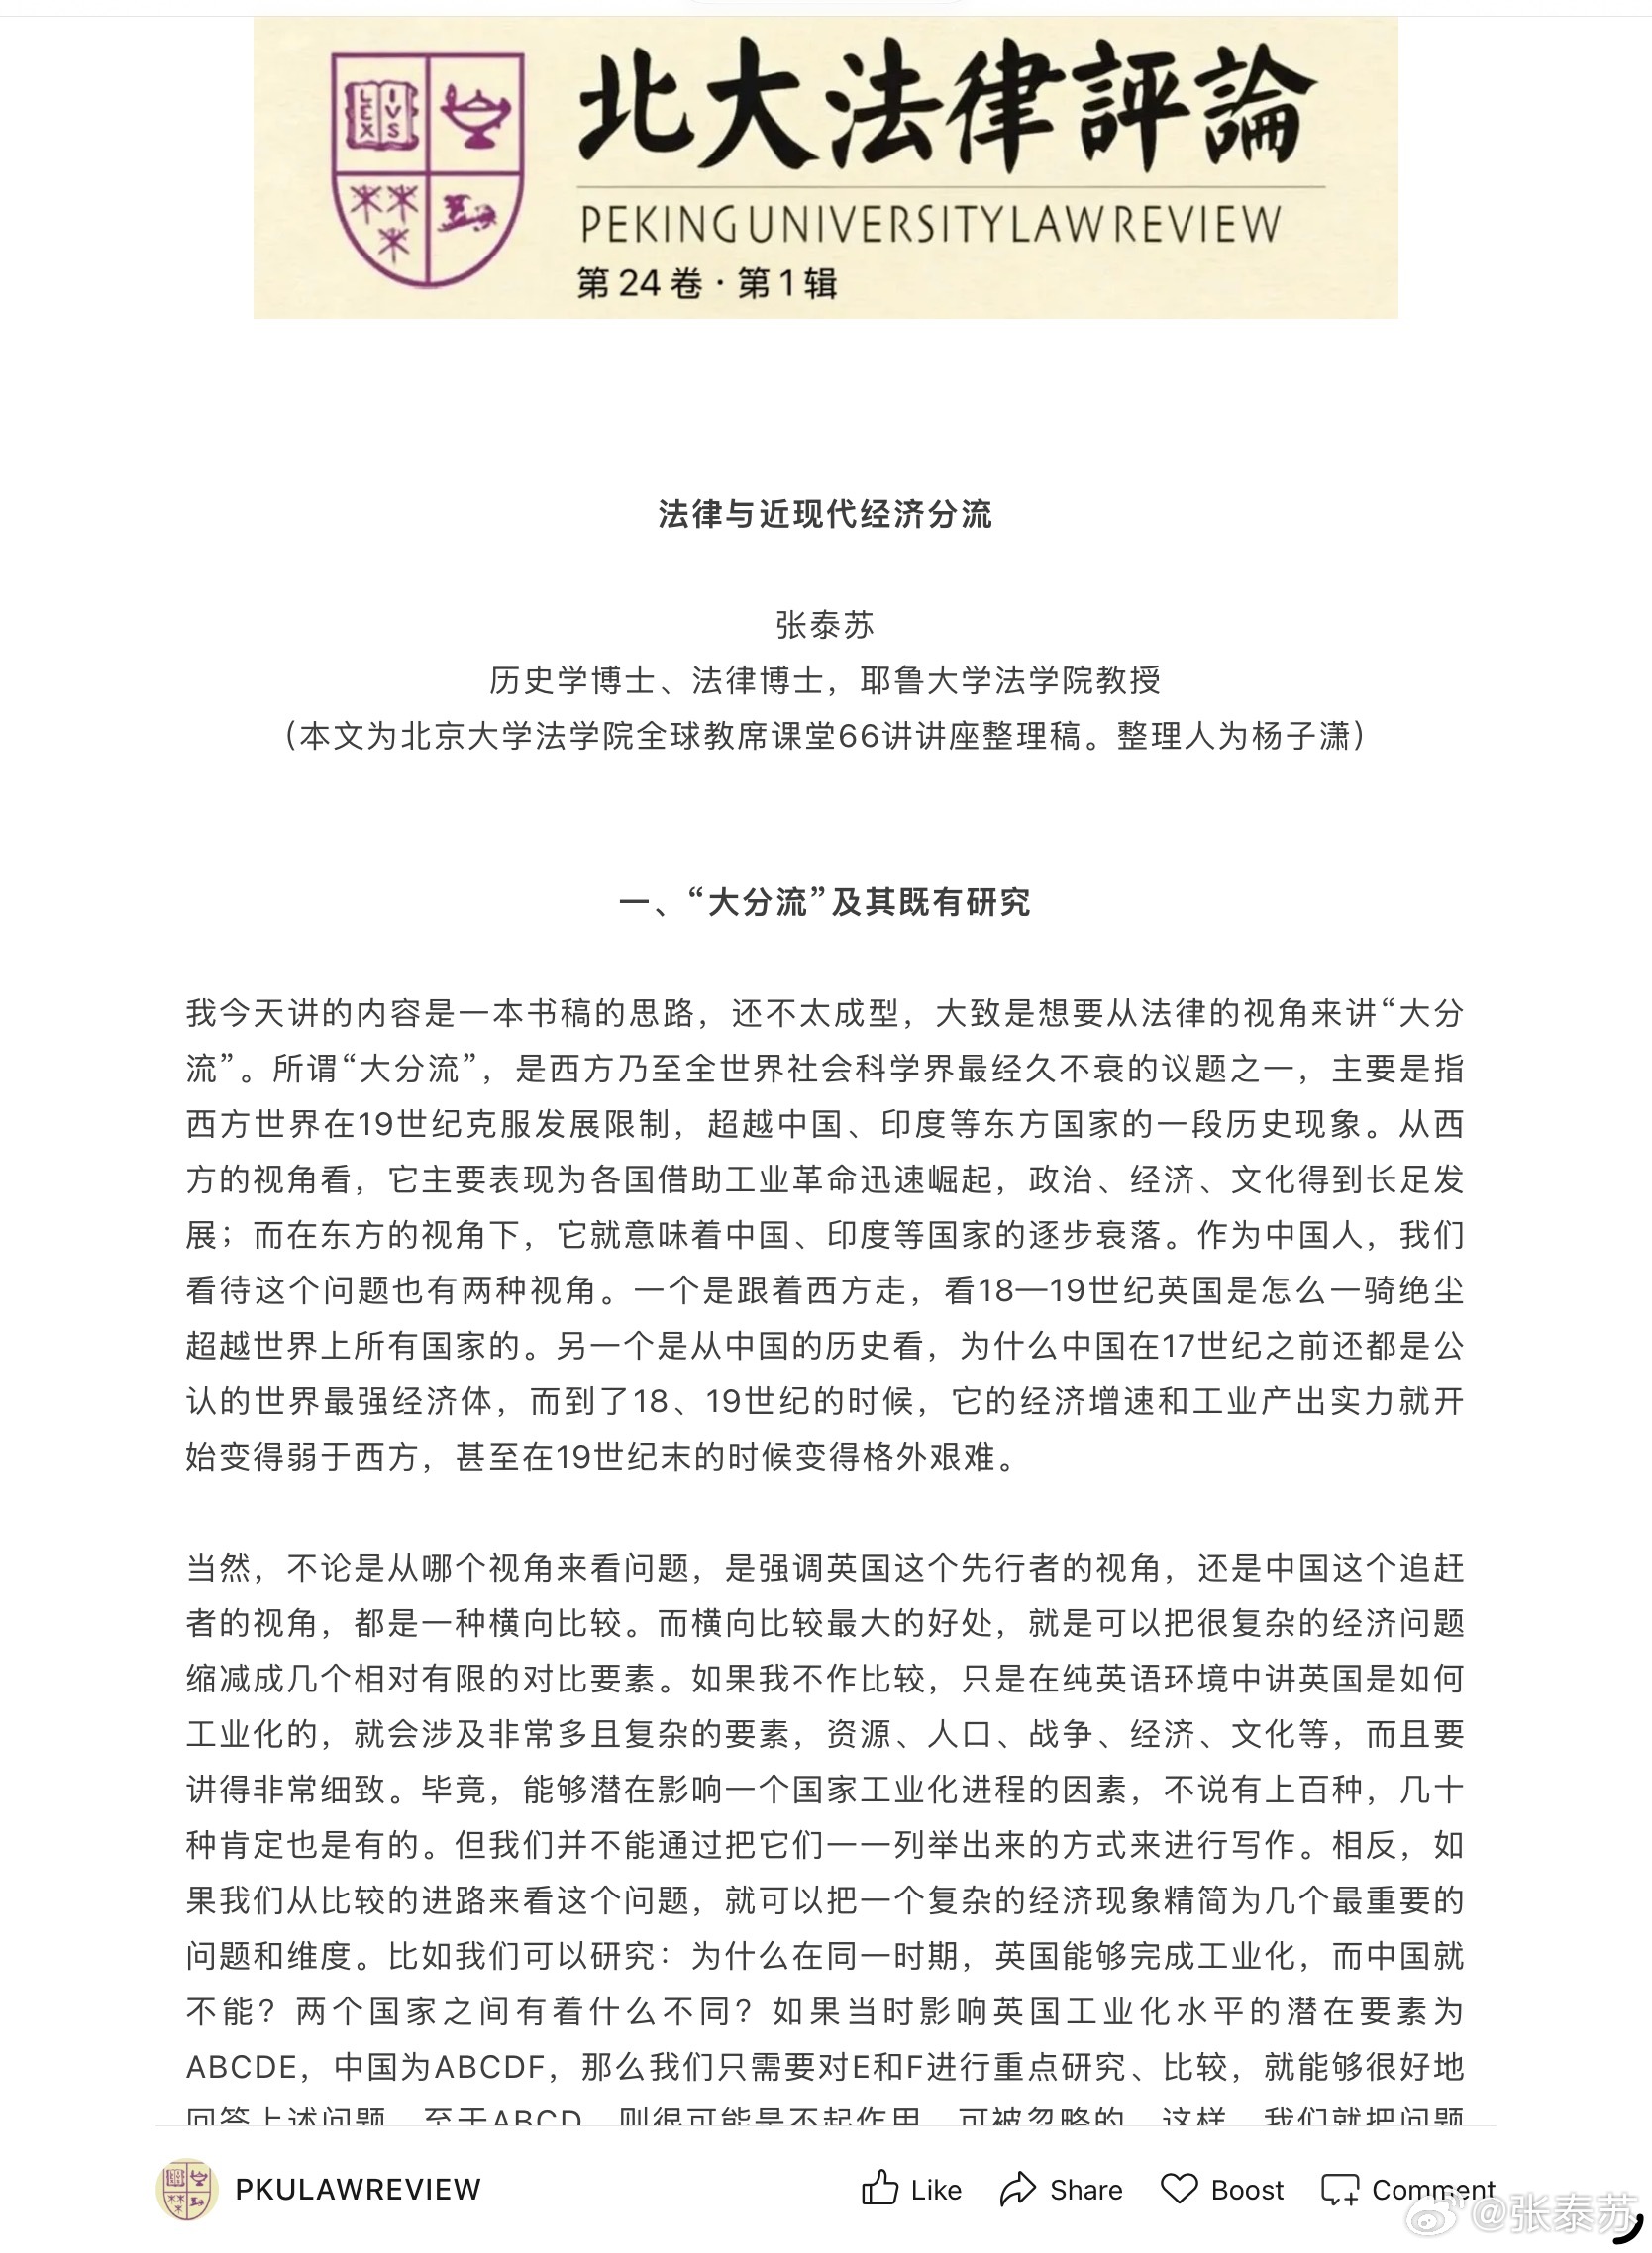 LEX
IVS
北大法律評論
PEKING UNIVERSITY LAW REVIEW
第 24 卷 · 第 1 辑
法律与近现代经济分流
张泰苏
历史学博士、法律博士，耶鲁大学法学院教授
（本文为北京大学法学院全球教席课堂66讲讲座整理稿。整理人为杨子潇）
一、“大分流”及其既有研究
我今天讲的内容是一本书稿的思路，还不太成型，大致是想要从法律的视角来讲“大分
流”。所谓“大分流”，是西方乃至全世界社会科学界最经久不衰的议题之一，主要是指
西方世界在19世纪克服发展限制，超越中国、印度等东方国家的一段历史现象。从西
方的视角看，它主要表现为各国借助工业革命迅速崛起，政治、经济、文化得到长足发
展；而在东方的视角下，它就意味着中国、印度等国家的逐步衰落。作为中国人，我们
看待这个问题也有两种视角。一个是跟着西方走，看18—19世纪英国是怎么一骑绝尘
超越世界上所有国家的。另一个是从中国的历史看，为什么中国在17世纪之前还都是公
认的世界最强经济体，而到了18、19世纪的时候，它的经济增速和工业产出实力就开
始变得弱于西方，甚至在19世纪末的时候变得格外艰难。
当然，不论是从哪个视角来看问题，是强调英国这个先行者的视角，还是中国这个追赶
者的视角，都是一种横向比较。而横向比较最大的好处，就是可以把很复杂的经济问题
缩减成几个相对有限的对比要素。如果我不作比较，只是在纯英语环境中讲英国是如何
工业化的，就会涉及非常多且复杂的要素，资源、人口、战争、经济、文化等，而且要
讲得非常细致。毕竟，能够潜在影响一个国家工业化进程的因素，不说有上百种，几十
种肯定也是有的。但我们并不能通过把它们一一列举出来的方式来进行写作。相反，如
果我们从比较的进路来看这个问题，就可以把一个复杂的经济现象精简为几个最重要的
问题和维度。比如我们可以研究：为什么在同一时期，英国能够完成工业化，而中国就
不能？两个国家之间有着什么不同？如果当时影响英国工业化水平的潜在要素为
ABCDE，中国为ABCDF，那么我们只需要对E和F进行重点研究、比较，就能够很好地
回答上述问题。至于ABCD，则很可能是不起作用、可被忽略的。这样，我们就把问题
PKULAWREVIEW
Like
Share
Boost
Comment
@张泰苏